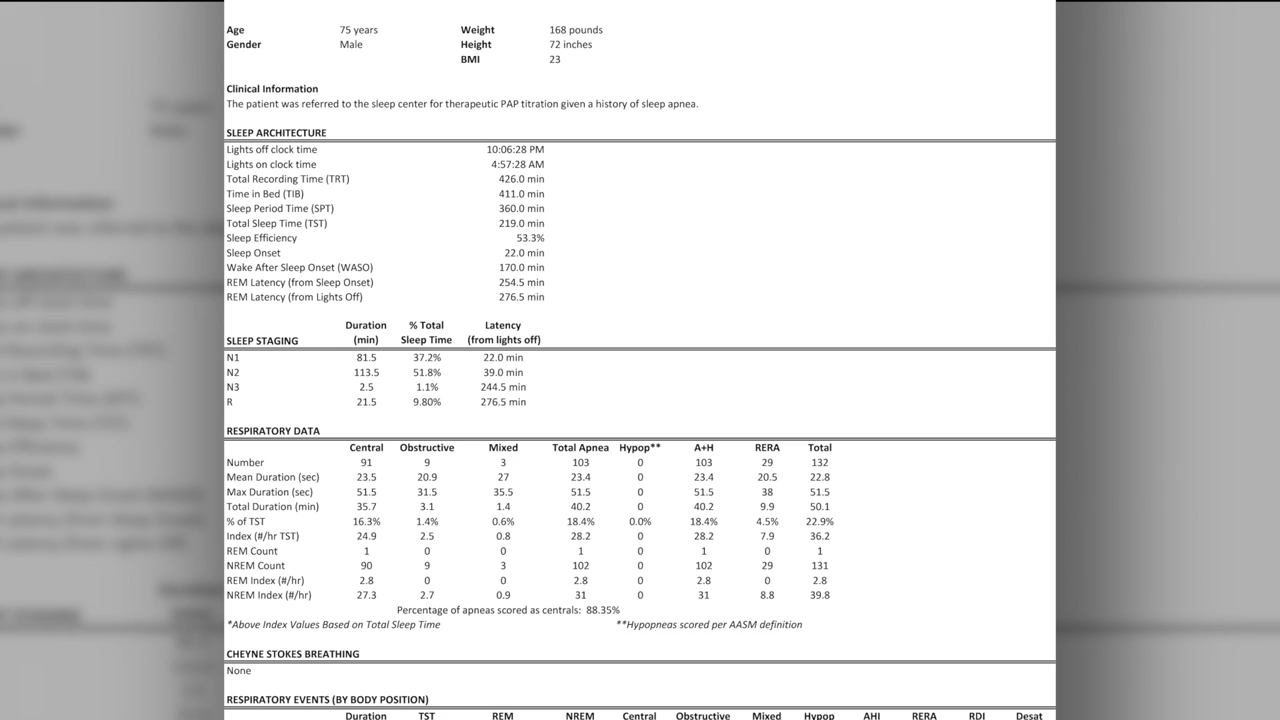 Age 75 years Weight 168 pounds
Gender Male Height 72 inches
BMI 23
Clinical Information
The patient was referred to the sleep center for therapeutic PAP titration given a history of sleep apnea.
SLEEP ARCHITECTURE
Lights off clock time 10:06:28 PM
Lights on clock time 4:57:28 AM
Total Recording Time (TRT) 426.0 min
Time in Bed (TIB) 411.0 min
Sleep Period Time (SPT) 360.0 min
Total Sleep Time (TST) 219.0 min
Sleep Efficiency 53.3%
Sleep Onset 22.0 min
Wake After Sleep Onset (WASO) 170.0 min
REM Latency (from Sleep Onset) 254.5 min
REM Latency (from Lights Off) 276.5 min
Duration % Total Latency
SLEEP STAGING (min) Sleep Time (from lights off)
N1 81.5 37.2% 22.0 min
N2 113.5 51.8% 39.0 min
N3 2.5 1.1% 244.5 min
R 21.5 9.80% 276.5 min
RESPIRATORY DATA
Central Obstructive Mixed Total Apnea Hypop** A+H RERA Total
Number 91 9 3 103 0 103 29 132
Mean Duration (sec) 23.5 20.9 27 23.4 0 23.4 20.5 22.8
Max Duration (sec) 51.5 31.5 35.5 51.5 0 51.5 38 51.5
Total Duration (min) 35.7 3.1 1.4 40.2 0 40.2 9.9 50.1
% of TST 16.3% 1.4% 0.6% 18.4% 0.0% 18.4% 4.5% 22.9%
Index (#/hr TST) 24.9 2.5 0.8 28.2 0 28.2 7.9 36.2
REM Count 1 0 0 1 0 1 0 1
NREM Count 90 9 3 102 0 102 29 131
REM Index (#/hr) 2.8 0 0 2.8 0 2.8 0 2.8
NREM Index (#/hr) 27.3 2.7 0.9 31 0 31 8.8 39.8
Percentage of apneas scored as centrals: 88.35%
*Above Index Values Based on Total Sleep Time **Hypopneas scored per AASM definition
CHEYNE STOKES BREATHING
None
RESPIRATORY EVENTS (BY BODY POSITION)
Duration TST REM NREM Central Obstructive Mixed Hypop AHI RERA RDI Desat